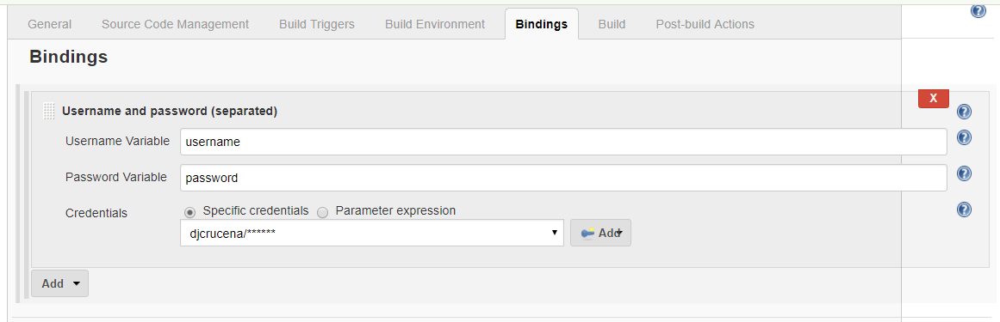 General Source Code Management Build Triggers Build Environment Bindings Build Post-build Actions
Bindings
X
Username and password (separated)
Username Variable username
Password Variable password
Credentials Specific credentials Parameter expression
djcrucena/****** Add
Add